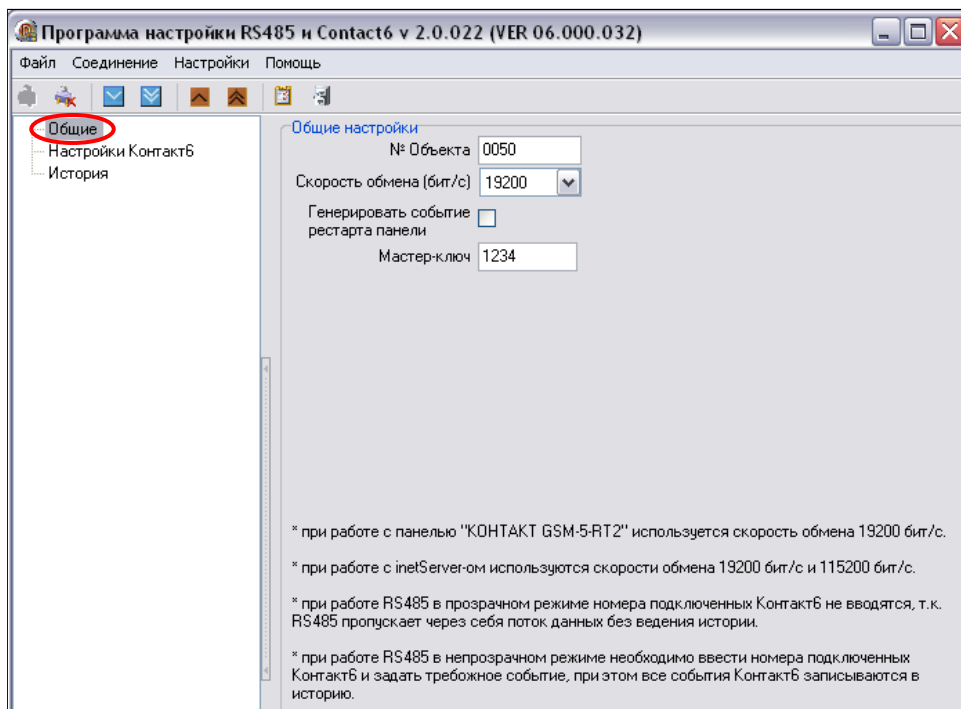 Программа настройки RS485 и Contact6 v 2.0.022 (VER 06.000.032)
Файл Соединение Настройки Помощь
Общие
Настройки Контакт6
История
Общие настройки
№ Объекта 0050
Скорость обмена (бит/с) 19200
Генерировать событие
рестарта панели
Мастер-ключ 1234
* при работе с панелью "КОНТАКТ GSM-5-RT2" используется скорость обмена 19200 бит/с.
* при работе с inetServer-ом используются скорости обмена 19200 бит/с и 115200 бит/с.
* при работе RS485 в прозрачном режиме номера подключенных Контакт6 не вводятся, т.к.
RS485 пропускает через себя поток данных без ведения истории.
* при работе RS485 в непрозрачном режиме необходимо ввести номера подключенных
Контакт6 и задать требожное событие, при этом все события Контакт6 записываются в
историю.